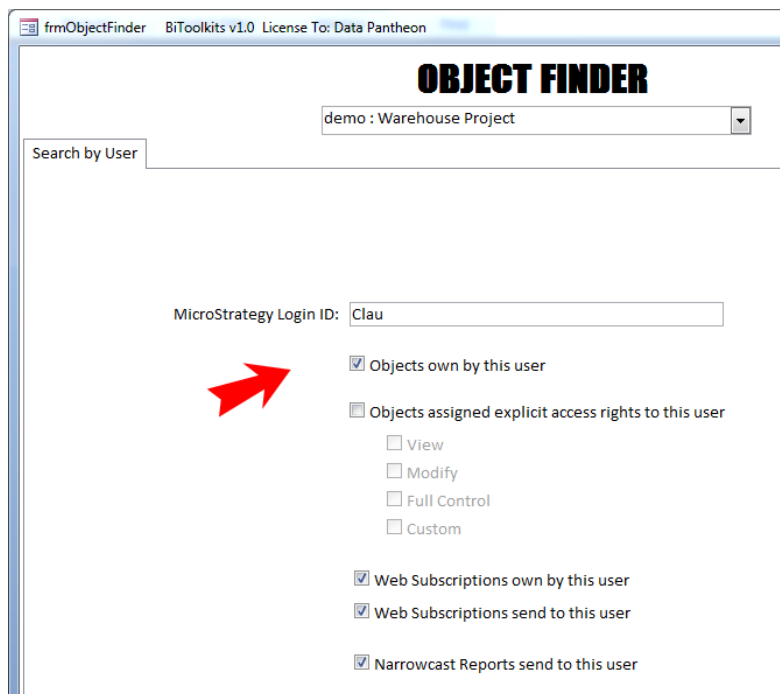 frmObjectFinder BiToolkits v1.0 License To: Data Pantheon
OBJECT FINDER
demo : Warehouse Project
Search by User
MicroStrategy Login ID: Clau
Objects own by this user
Objects assigned explicit access rights to this user
View
Modify
Full Control
Custom
Web Subscriptions own by this user
Web Subscriptions send to this user
Narrowcast Reports send to this user